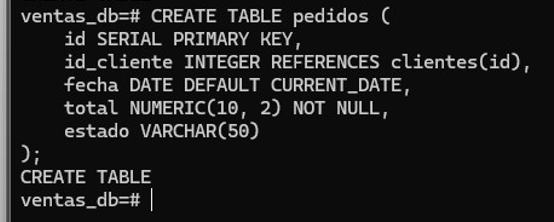 ventas_db=# CREATE TABLE pedidos (
    id SERIAL PRIMARY KEY,
    id_cliente INTEGER REFERENCES clientes(id),
    fecha DATE DEFAULT CURRENT_DATE,
    total NUMERIC(10, 2) NOT NULL,
    estado VARCHAR(50)
);
CREATE TABLE
ventas_db=#